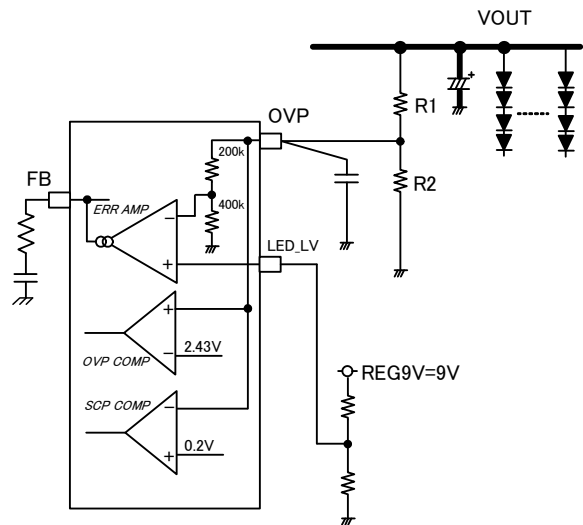 VOUT
OVP
R1
200k
FB
R2
ERR AMP
400k
LED_LV
−
+
+
OVP COMP
−
2.43V
REG9V=9V
SCP COMP
−
0.2V
+
+